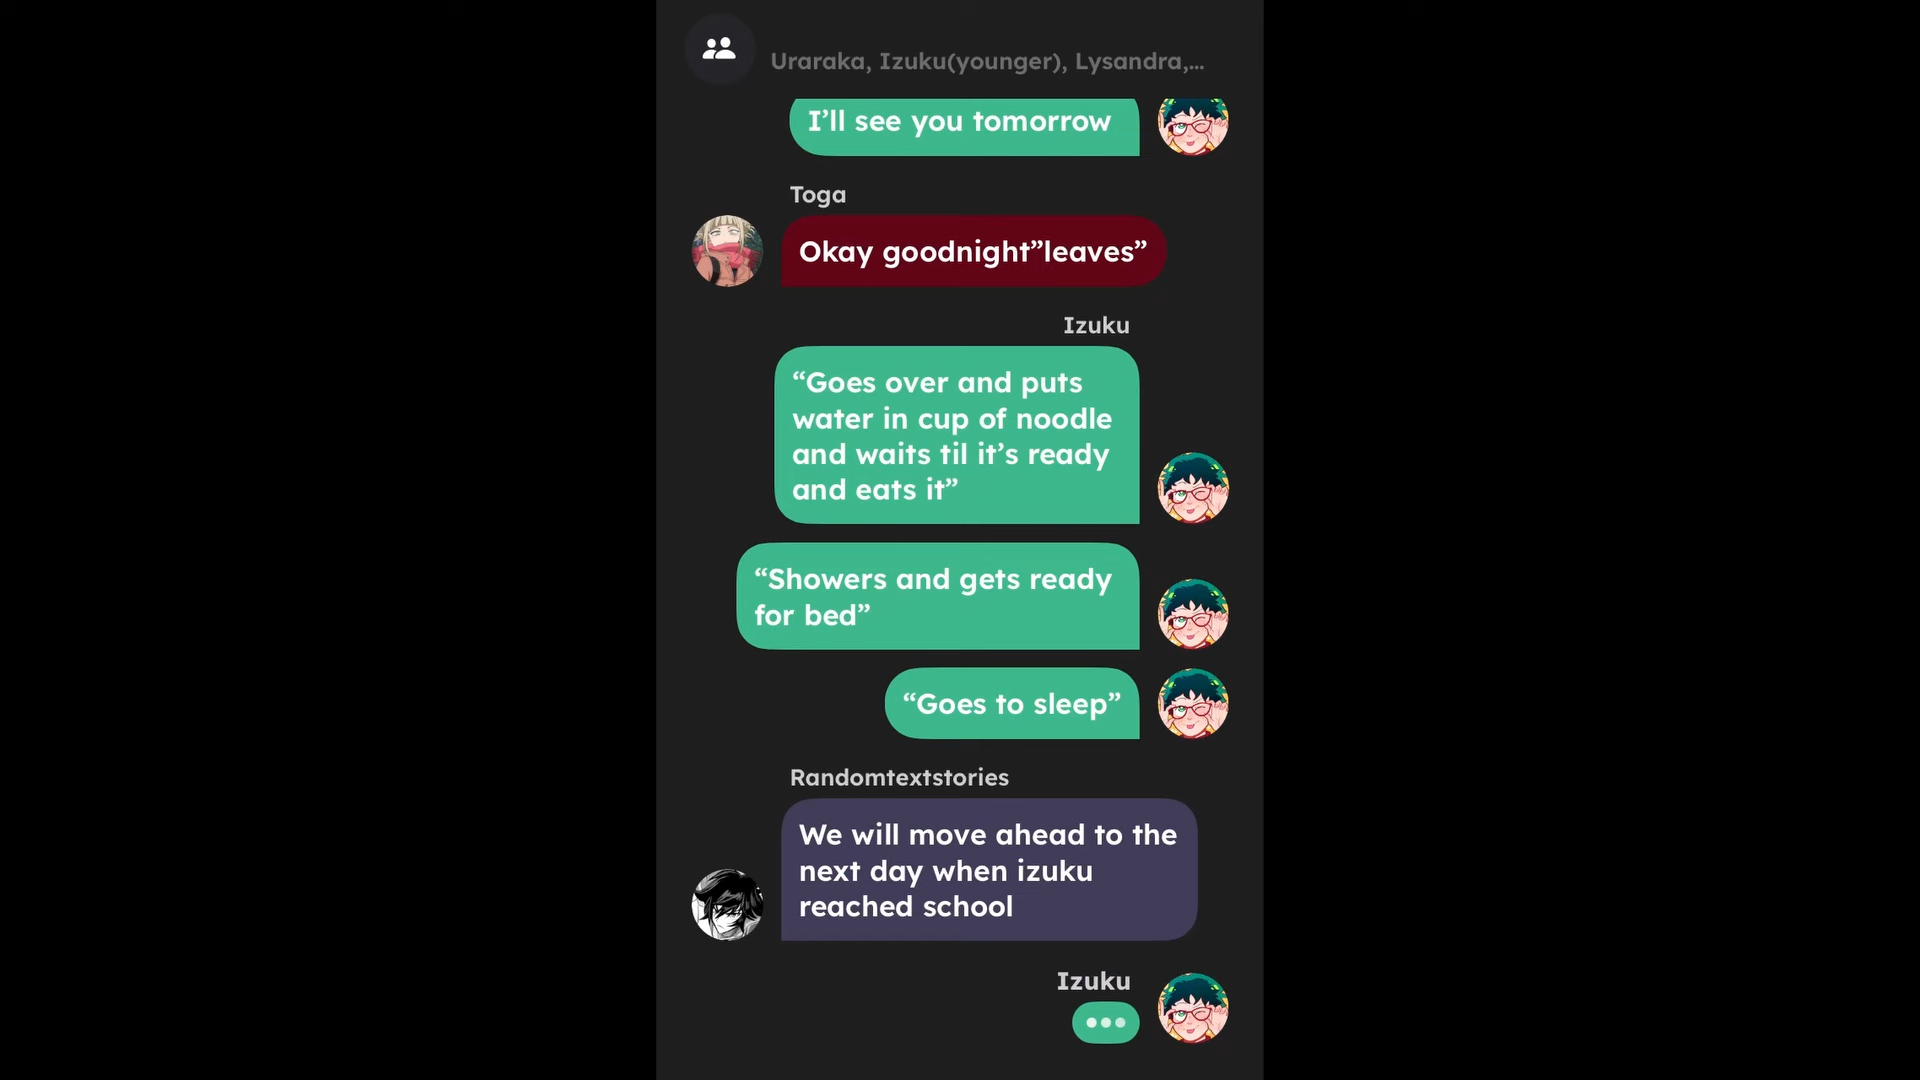 Uraraka, Izuku(younger), Lysandra,...
I’ll see you tomorrow
Toga
Okay goodnight”leaves”
Izuku
“Goes over and puts
water in cup of noodle
and waits til it’s ready
and eats it”
“Showers and gets ready
for bed”
“Goes to sleep”
Randomtextstories
We will move ahead to the
next day when izuku
reached school
Izuku